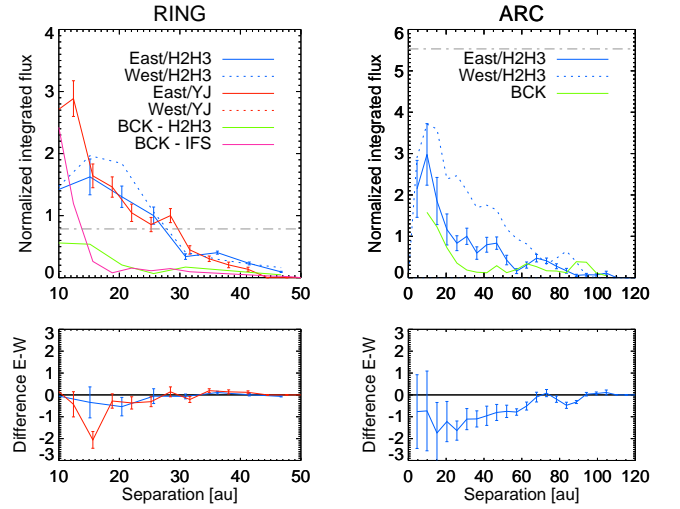 RING
Normalized integrated flux
4
3
2
1
0
East/H2H3
West/H2H3
East/YJ
West/YJ
BCK - H2H3
BCK - IFS
10 20 30 40 50
Difference E-W
3
2
1
0
-1
-2
-3
10 20 30 40 50
Separation [au]
ARC
Normalized integrated flux
6
5
4
3
2
1
0
East/H2H3
West/H2H3
BCK
0 20 40 60 80 100 120
Difference E-W
3
2
1
0
-1
-2
-3
0 20 40 60 80 100 120
Separation [au]